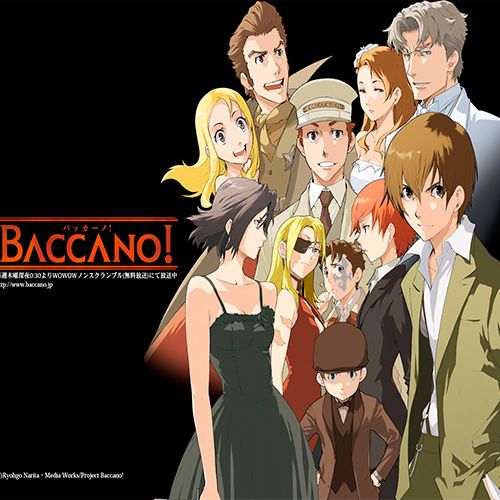 バッカーノ!
BACCANO!
週木曜深夜0:30よりWOWOWノンスクランブル(無料放送)にて放送中
http://www.baccano.jp
)Ryohgo Narita・Media Works/Project Baccano!